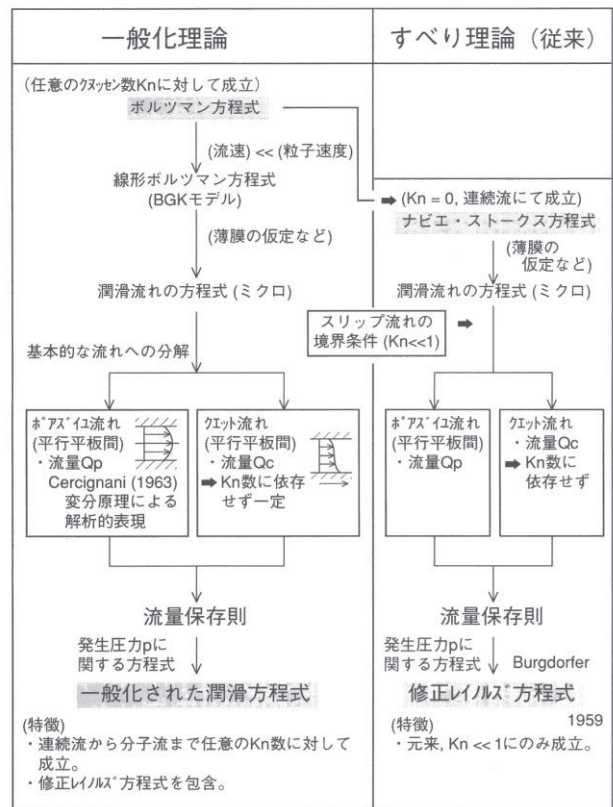 一般化理論
(任意のｸﾇｯｾﾝ数Knに対して成立)
ボルツマン方程式
(流速) << (粒子速度)
線形ボルツマン方程式
(BGKモデル)
(薄膜の仮定など)
潤滑流れの方程式 (ミクロ)
基本的な流れへの分解
ﾎﾟｱｽﾞｲﾕ流れ
(平行平板間)
・流量Qp
Cercignani (1963)
変分原理による
解析的表現
ｸｴｯﾄ流れ
(平行平板間)
・流量Qc
➡ Kn数に依存
せず一定
流量保存則
発生圧力pに
関する方程式
一般化された潤滑方程式
(特徴)
・連続流から分子流まで任意のKn数に対して
成立。
・修正ﾚｲﾉﾙｽﾞ方程式を包含。
すべり理論 (従来)
➡ (Kn = 0, 連続流にて成立)
ナビエ・ストークス方程式
(薄膜の
仮定など)
潤滑流れの方程式 (ミクロ)
スリップ流れの ➡
境界条件 (Kn<<1)
ﾎﾟｱｽﾞｲﾕ流れ
(平行平板間)
・流量Qp
ｸｴｯﾄ流れ
・流量Qc
➡ Kn数に
依存せず
流量保存則
発生圧力pに
関する方程式 Burgdorfer
修正ﾚｲﾉﾙｽﾞ方程式
1959
(特徴)
・元来, Kn << 1にのみ成立。